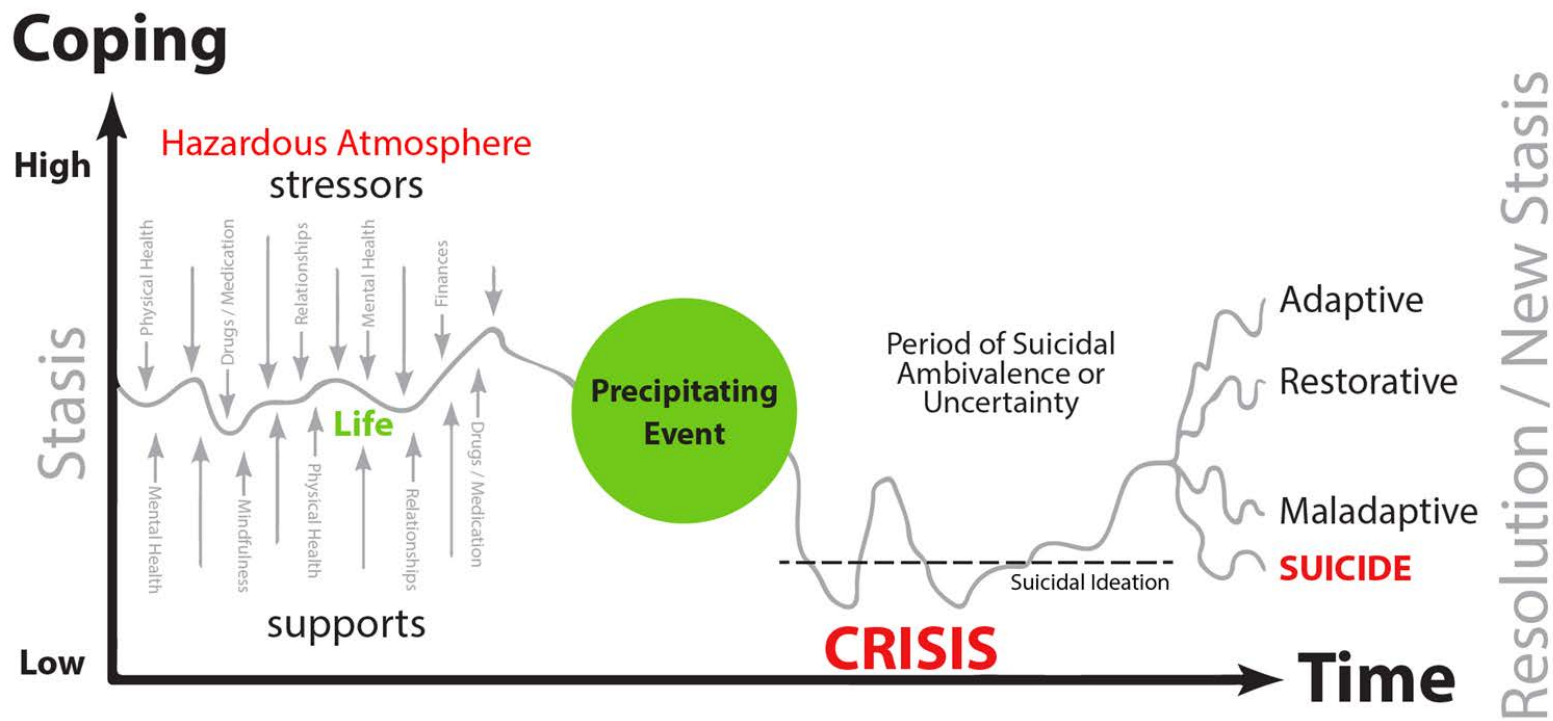 Coping
High
Hazardous Atmosphere
stressors
Physical Health
Drugs / Medication
Relationships
Mental Health
Finances
Stasis
Life
Mental Health
Mindfulness
Physical Health
Relationships
Drugs / Medication
supports
Low
Precipitating
Event
Period of Suicidal
Ambivalence or
Uncertainty
Suicidal Ideation
CRISIS
Adaptive
Restorative
Maladaptive
SUICIDE
Time
Resolution / New Stasis